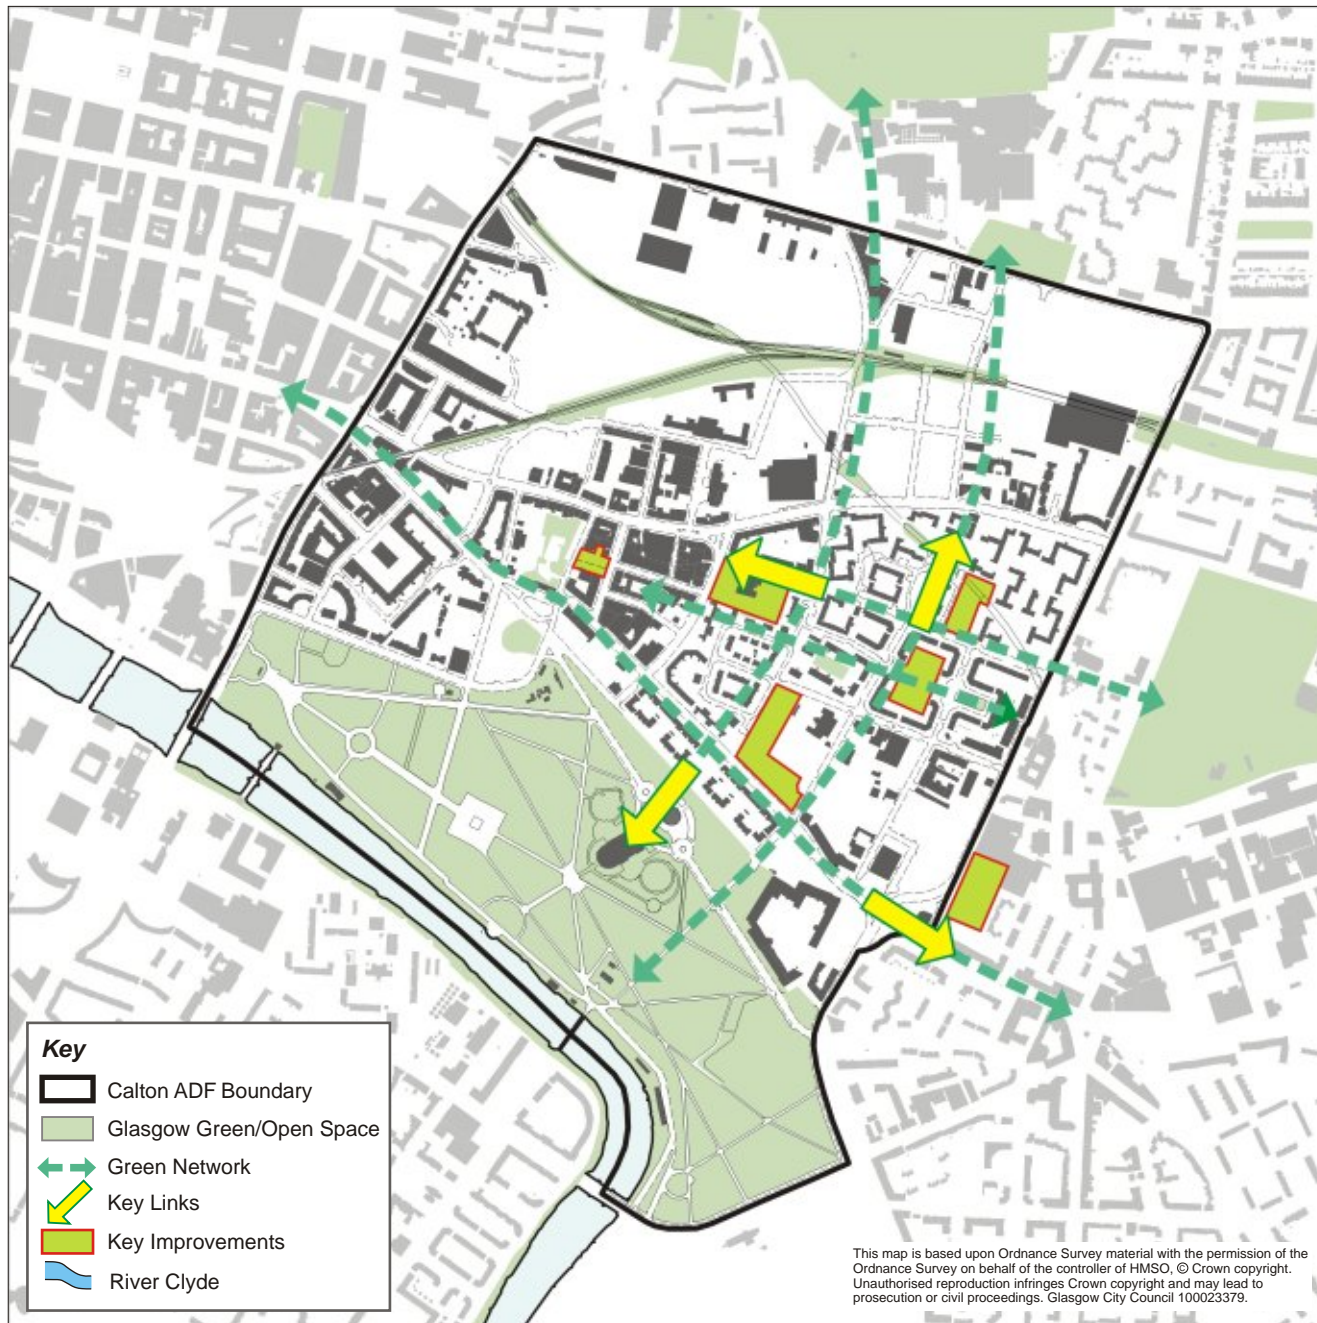 Key
Calton ADF Boundary
Glasgow Green/Open Space
Green Network
Key Links
Key Improvements
River Clyde
This map is based upon Ordnance Survey material with the permission of the
Ordnance Survey on behalf of the controller of HMSO, © Crown copyright.
Unauthorised reproduction infringes Crown copyright and may lead to
prosecution or civil proceedings. Glasgow City Council 100023379.